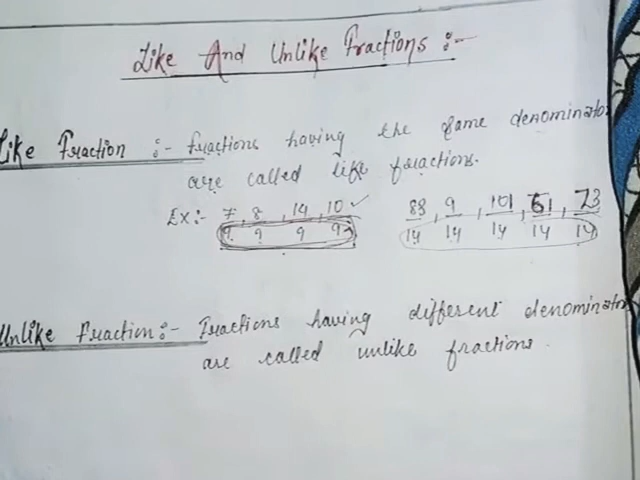 Like And Unlike Fractions :-
Like Fraction :- fractions having the same denominator
are called like fractions.
Ex:- 7, 8, 14, 10 ✓ 88, 9, 101, 61, 73
9 9 9 9 14 14 14 14 14
Unlike Fraction:- Fractions having different denominator
are called unlike fractions.